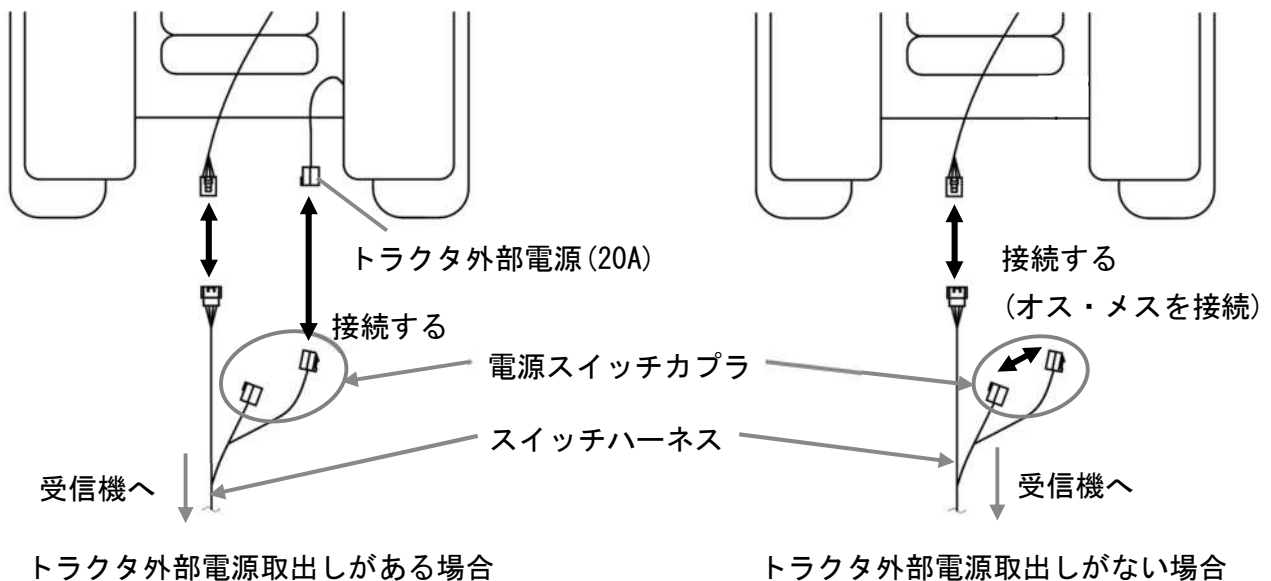 トラクタ外部電源(20A)
接続する
接続する
(オス・メスを接続)
電源スイッチカプラ
スイッチハーネス
受信機へ
受信機へ
トラクタ外部電源取出しがある場合
トラクタ外部電源取出しがない場合